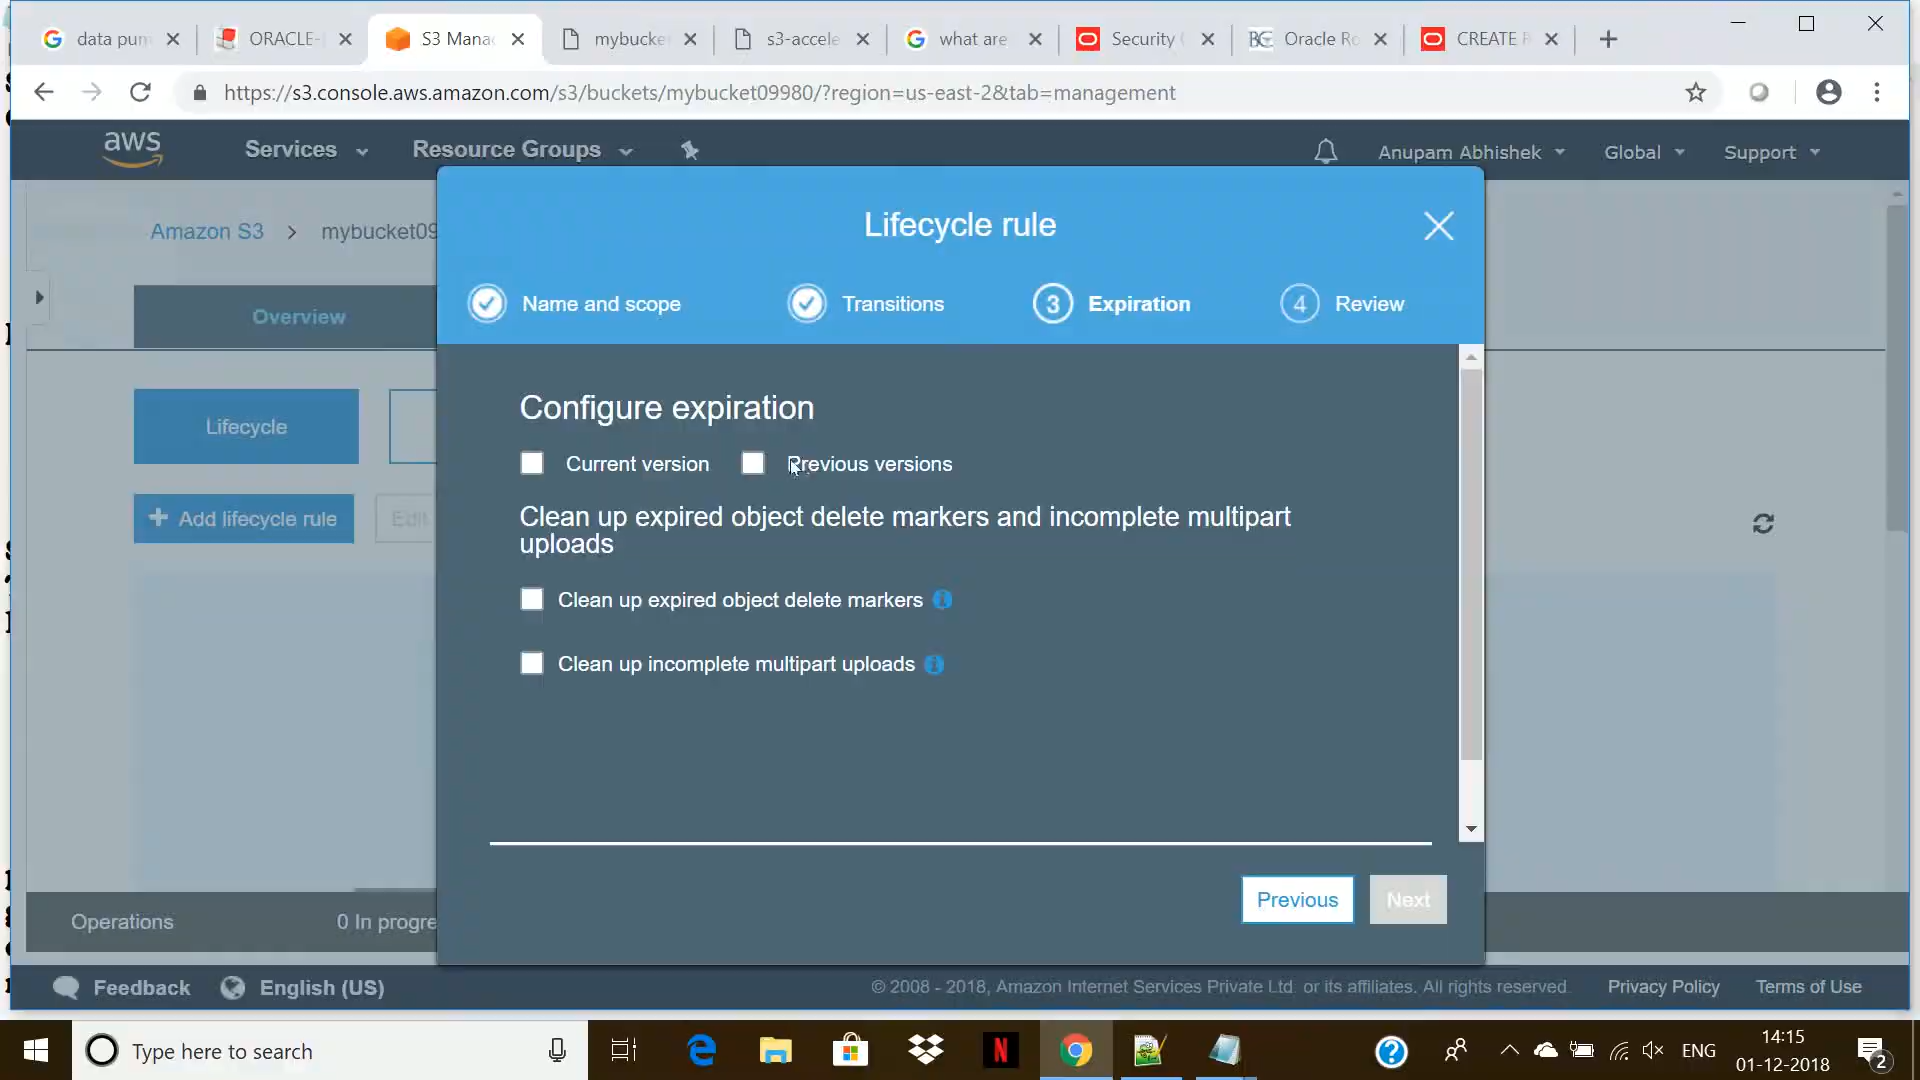 data pum
ORACLE-
S3 Mana
mybucke
s3-accele
what are
Security
Oracle Ro
CREATE
https://s3.console.aws.amazon.com/s3/buckets/mybucket09980/?region=us-east-2&tab=management
aws
Services
Resource Groups
Anupam Abhishek
Global
Support
Amazon S3 > mybucket09
Overview
Lifecycle
+ Add lifecycle rule
Edit
Lifecycle rule
Name and scope
Transitions
3 Expiration
4 Review
Configure expiration
Current version
Previous versions
Clean up expired object delete markers and incomplete multipart
uploads
Clean up expired object delete markers
Clean up incomplete multipart uploads
Previous
Next
Operations
0 In progre
Feedback
English (US)
© 2008 - 2018, Amazon Internet Services Private Ltd. or its affiliates. All rights reserved.
Privacy Policy
Terms of Use
Type here to search
ENG
14:15
01-12-2018
2